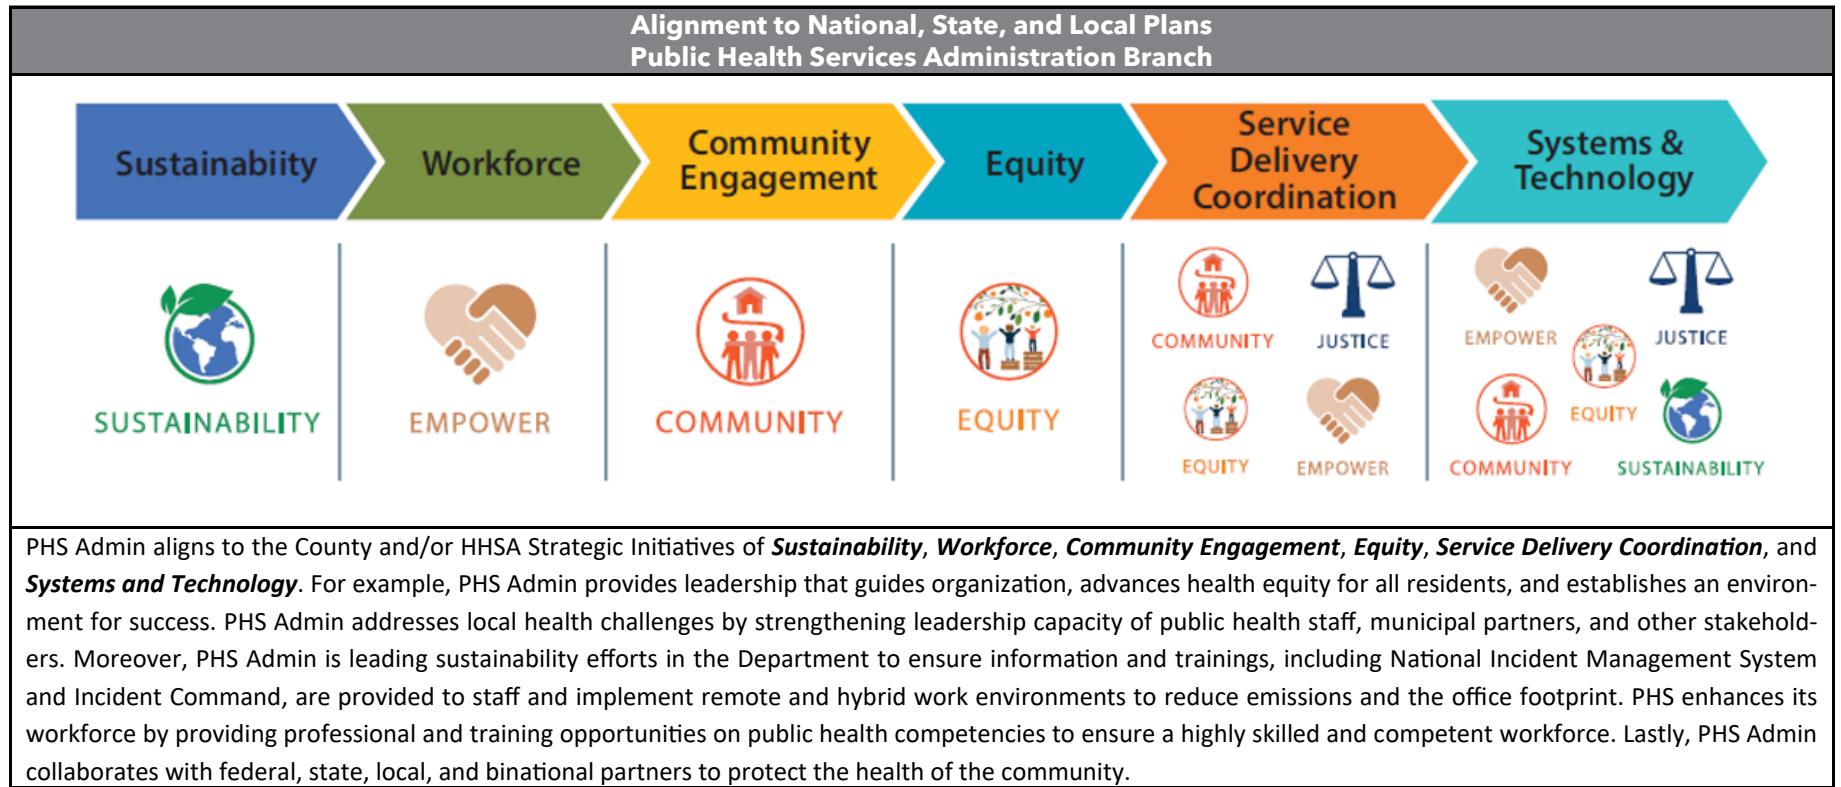 Alignment to National, State, and Local Plans
Public Health Services Administration Branch
Sustainabiity
Workforce
Community
Engagement
Equity
Service
Delivery
Coordination
Systems &
Technology
SUSTAINABILITY
EMPOWER
COMMUNITY
EQUITY
COMMUNITY
JUSTICE
EQUITY
EMPOWER
EMPOWER
JUSTICE
EQUITY
COMMUNITY
SUSTAINABILITY
PHS Admin aligns to the County and/or HHSA Strategic Initiatives of Sustainability, Workforce, Community Engagement, Equity, Service Delivery Coordination, and
Systems and Technology. For example, PHS Admin provides leadership that guides organization, advances health equity for all residents, and establishes an environ-
ment for success. PHS Admin addresses local health challenges by strengthening leadership capacity of public health staff, municipal partners, and other stakehold-
ers. Moreover, PHS Admin is leading sustainability efforts in the Department to ensure information and trainings, including National Incident Management System
and Incident Command, are provided to staff and implement remote and hybrid work environments to reduce emissions and the office footprint. PHS enhances its
workforce by providing professional and training opportunities on public health competencies to ensure a highly skilled and competent workforce. Lastly, PHS Admin
collaborates with federal, state, local, and binational partners to protect the health of the community.